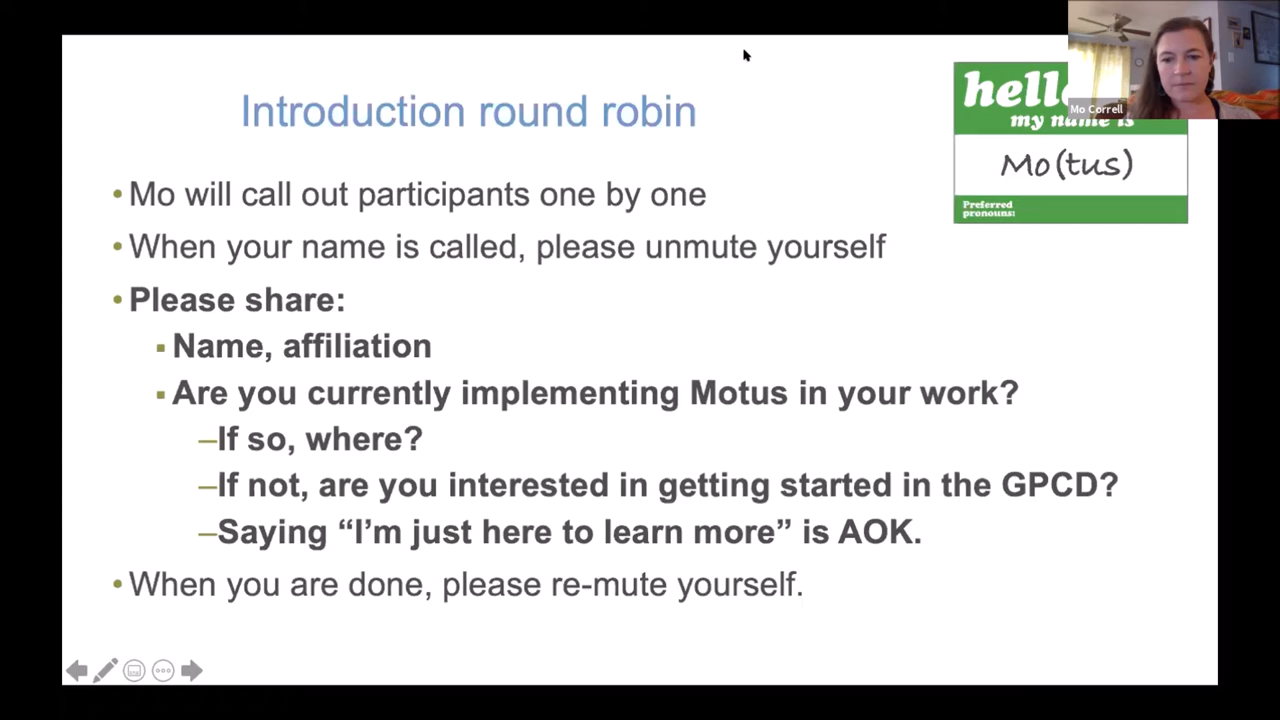 Introduction round robin
hell
my name is
Mo Correll
Mo(tus)
Preferred
pronouns:
•Mo will call out participants one by one
•When your name is called, please unmute yourself
•Please share:
▪Name, affiliation
▪Are you currently implementing Motus in your work?
–If so, where?
–If not, are you interested in getting started in the GPCD?
–Saying “I’m just here to learn more” is AOK.
•When you are done, please re-mute yourself.